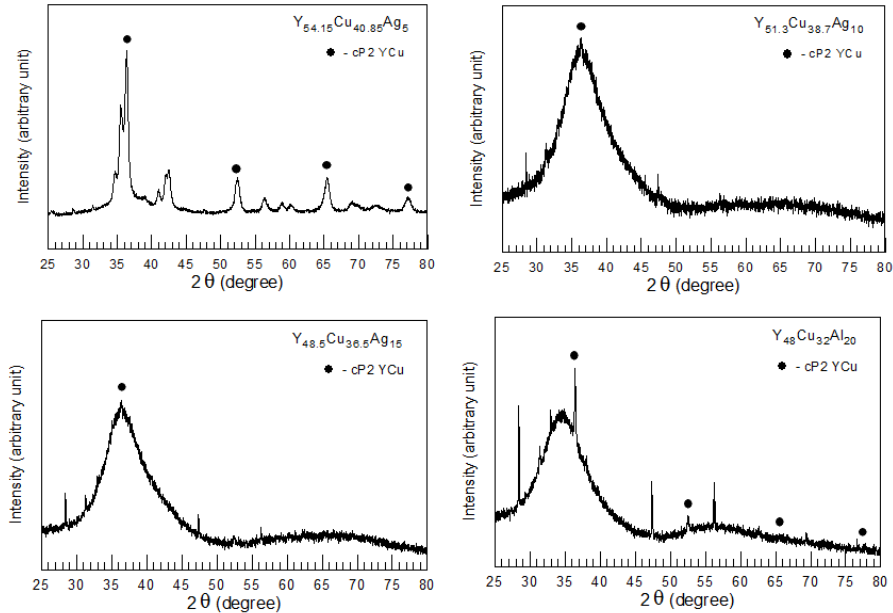 Y54.15Cu40.85Ag5
● - cP2 YCu
Intensity (arbitrary unit)
25 35 45 40 50 55 60 65 70 75 80
2 θ (degree)
Y51.3Cu38.7Ag10
● - cP2 YCu
Intensity (arbitrary unit)
25 30 35 40 45 50 55 60 65 70 75 80
2 θ (degree)
Y48.5Cu36.5Ag15
● - cP2 YCu
Intensity (arbitrary unit)
25 30 35 40 45 50 55 60 65 70 75 80
2 θ (degree)
Y48Cu32Al20
● - cP2 YCu
Intensity (arbitrary unit)
25 30 35 40 45 50 55 60 65 70 75 80
2 θ (degree)